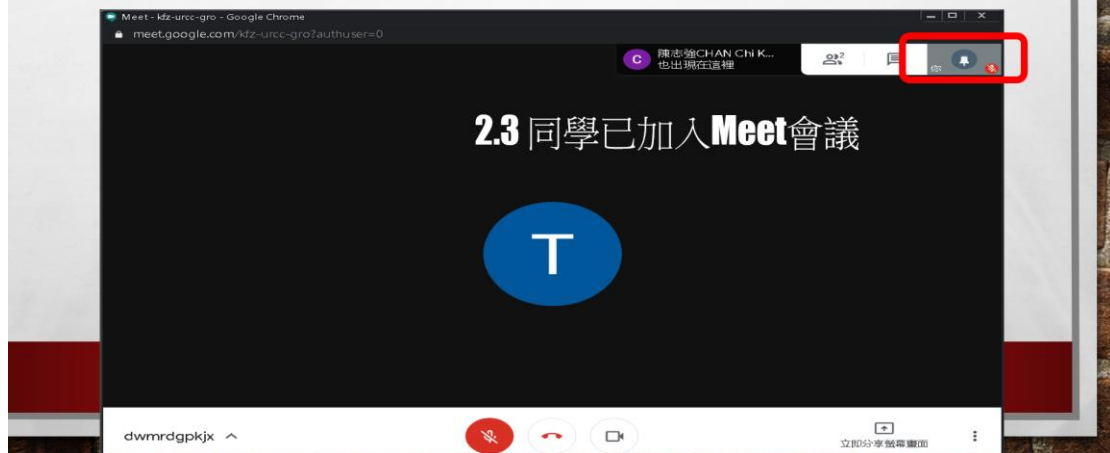 Meet - kfz-urcc-gro - Google Chrome
meet.google.com/kfz-urcc-gro?authuser=0
C 陳志強CHAN Chi K...
也出現在這裡
2
你
2.3 同學已加入Meet會議
T
dwmrdgpkjx
立即分享螢幕畫面